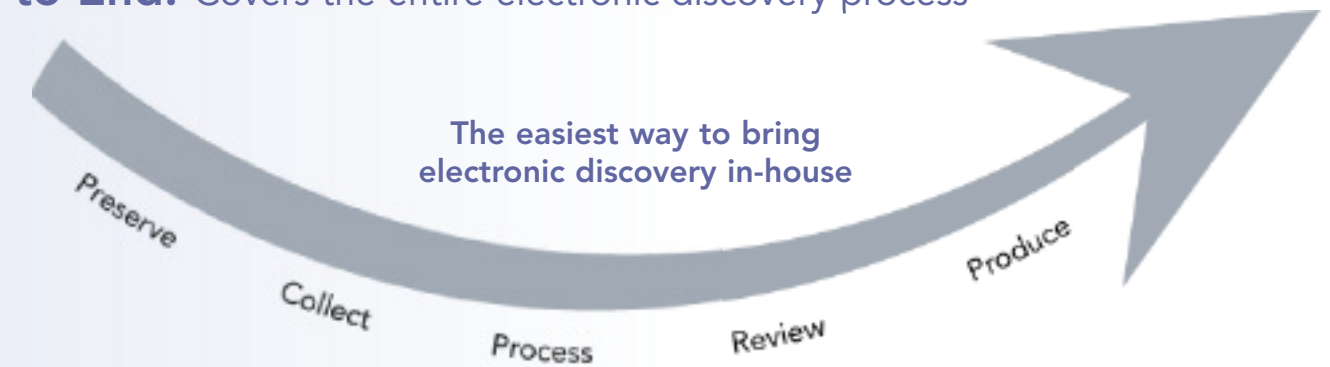 to End: Covers the entire electronic discovery process
The easiest way to bring
electronic discovery in-house
Preserve
Collect
Process
Review
Produce